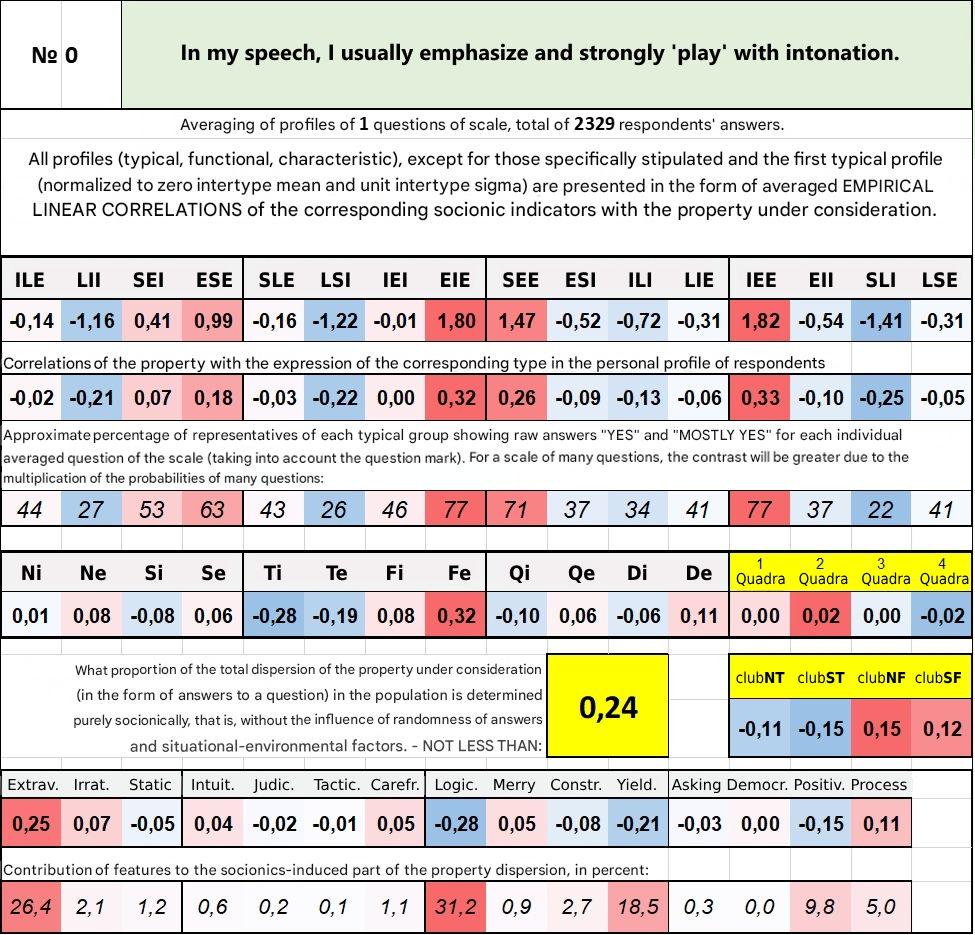 № 0
In my speech, I usually emphasize and strongly 'play' with intonation.
Averaging of profiles of 1 questions of scale, total of 2329 respondents' answers.
All profiles (typical, functional, characteristic), except for those specifically stipulated and the first typical profile
(normalized to zero intertype mean and unit intertype sigma) are presented in the form of averaged EMPIRICAL
LINEAR CORRELATIONS of the corresponding socionic indicators with the property under consideration.
ILE LII SEI ESE SLE LSI IEI EIE SEE ESI ILI LIE IEE EII SLI LSE
-0,14 -1,16 0,41 0,99 -0,16 -1,22 -0,01 1,80 1,47 -0,52 -0,72 -0,31 1,82 -0,54 -1,41 -0,31
Correlations of the property with the expression of the corresponding type in the personal profile of respondents
-0,02 -0,21 0,07 0,18 -0,03 -0,22 0,00 0,32 0,26 -0,09 -0,13 -0,06 0,33 -0,10 -0,25 -0,05
Approximate percentage of representatives of each typical group showing raw answers "YES" and "MOSTLY YES" for each individual
averaged question of the scale (taking into account the question mark). For a scale of many questions, the contrast will be greater due to the
multiplication of the probabilities of many questions:
44 27 53 63 43 26 46 77 71 37 34 41 77 37 22 41
Ni Ne Si Se Ti Te Fi Fe Qi Qe Di De 1 Quadra 2 Quadra 3 Quadra 4 Quadra
0,01 0,08 -0,08 0,06 -0,28 -0,19 0,08 0,32 -0,10 0,06 -0,06 0,11 0,00 0,02 0,00 -0,02
What proportion of the total dispersion of the property under consideration
(in the form of answers to a question) in the population is determined
purely socionically, that is, without the influence of randomness of answers
and situational-environmental factors. - NOT LESS THAN:
0,24
clubNT clubST clubNF clubSF
-0,11 -0,15 0,15 0,12
Extrav. Irrat. Static Intuit. Judic. Tactic. Carefr. Logic. Merry Constr. Yield. Asking Democr. Positiv. Process
0,25 0,07 -0,05 0,04 -0,02 -0,01 0,05 -0,28 0,05 -0,08 -0,21 -0,03 0,00 -0,15 0,11
Contribution of features to the socionics-induced part of the property dispersion, in percent:
26,4 2,1 1,2 0,6 0,2 0,1 1,1 31,2 0,9 2,7 18,5 0,3 0,0 9,8 5,0